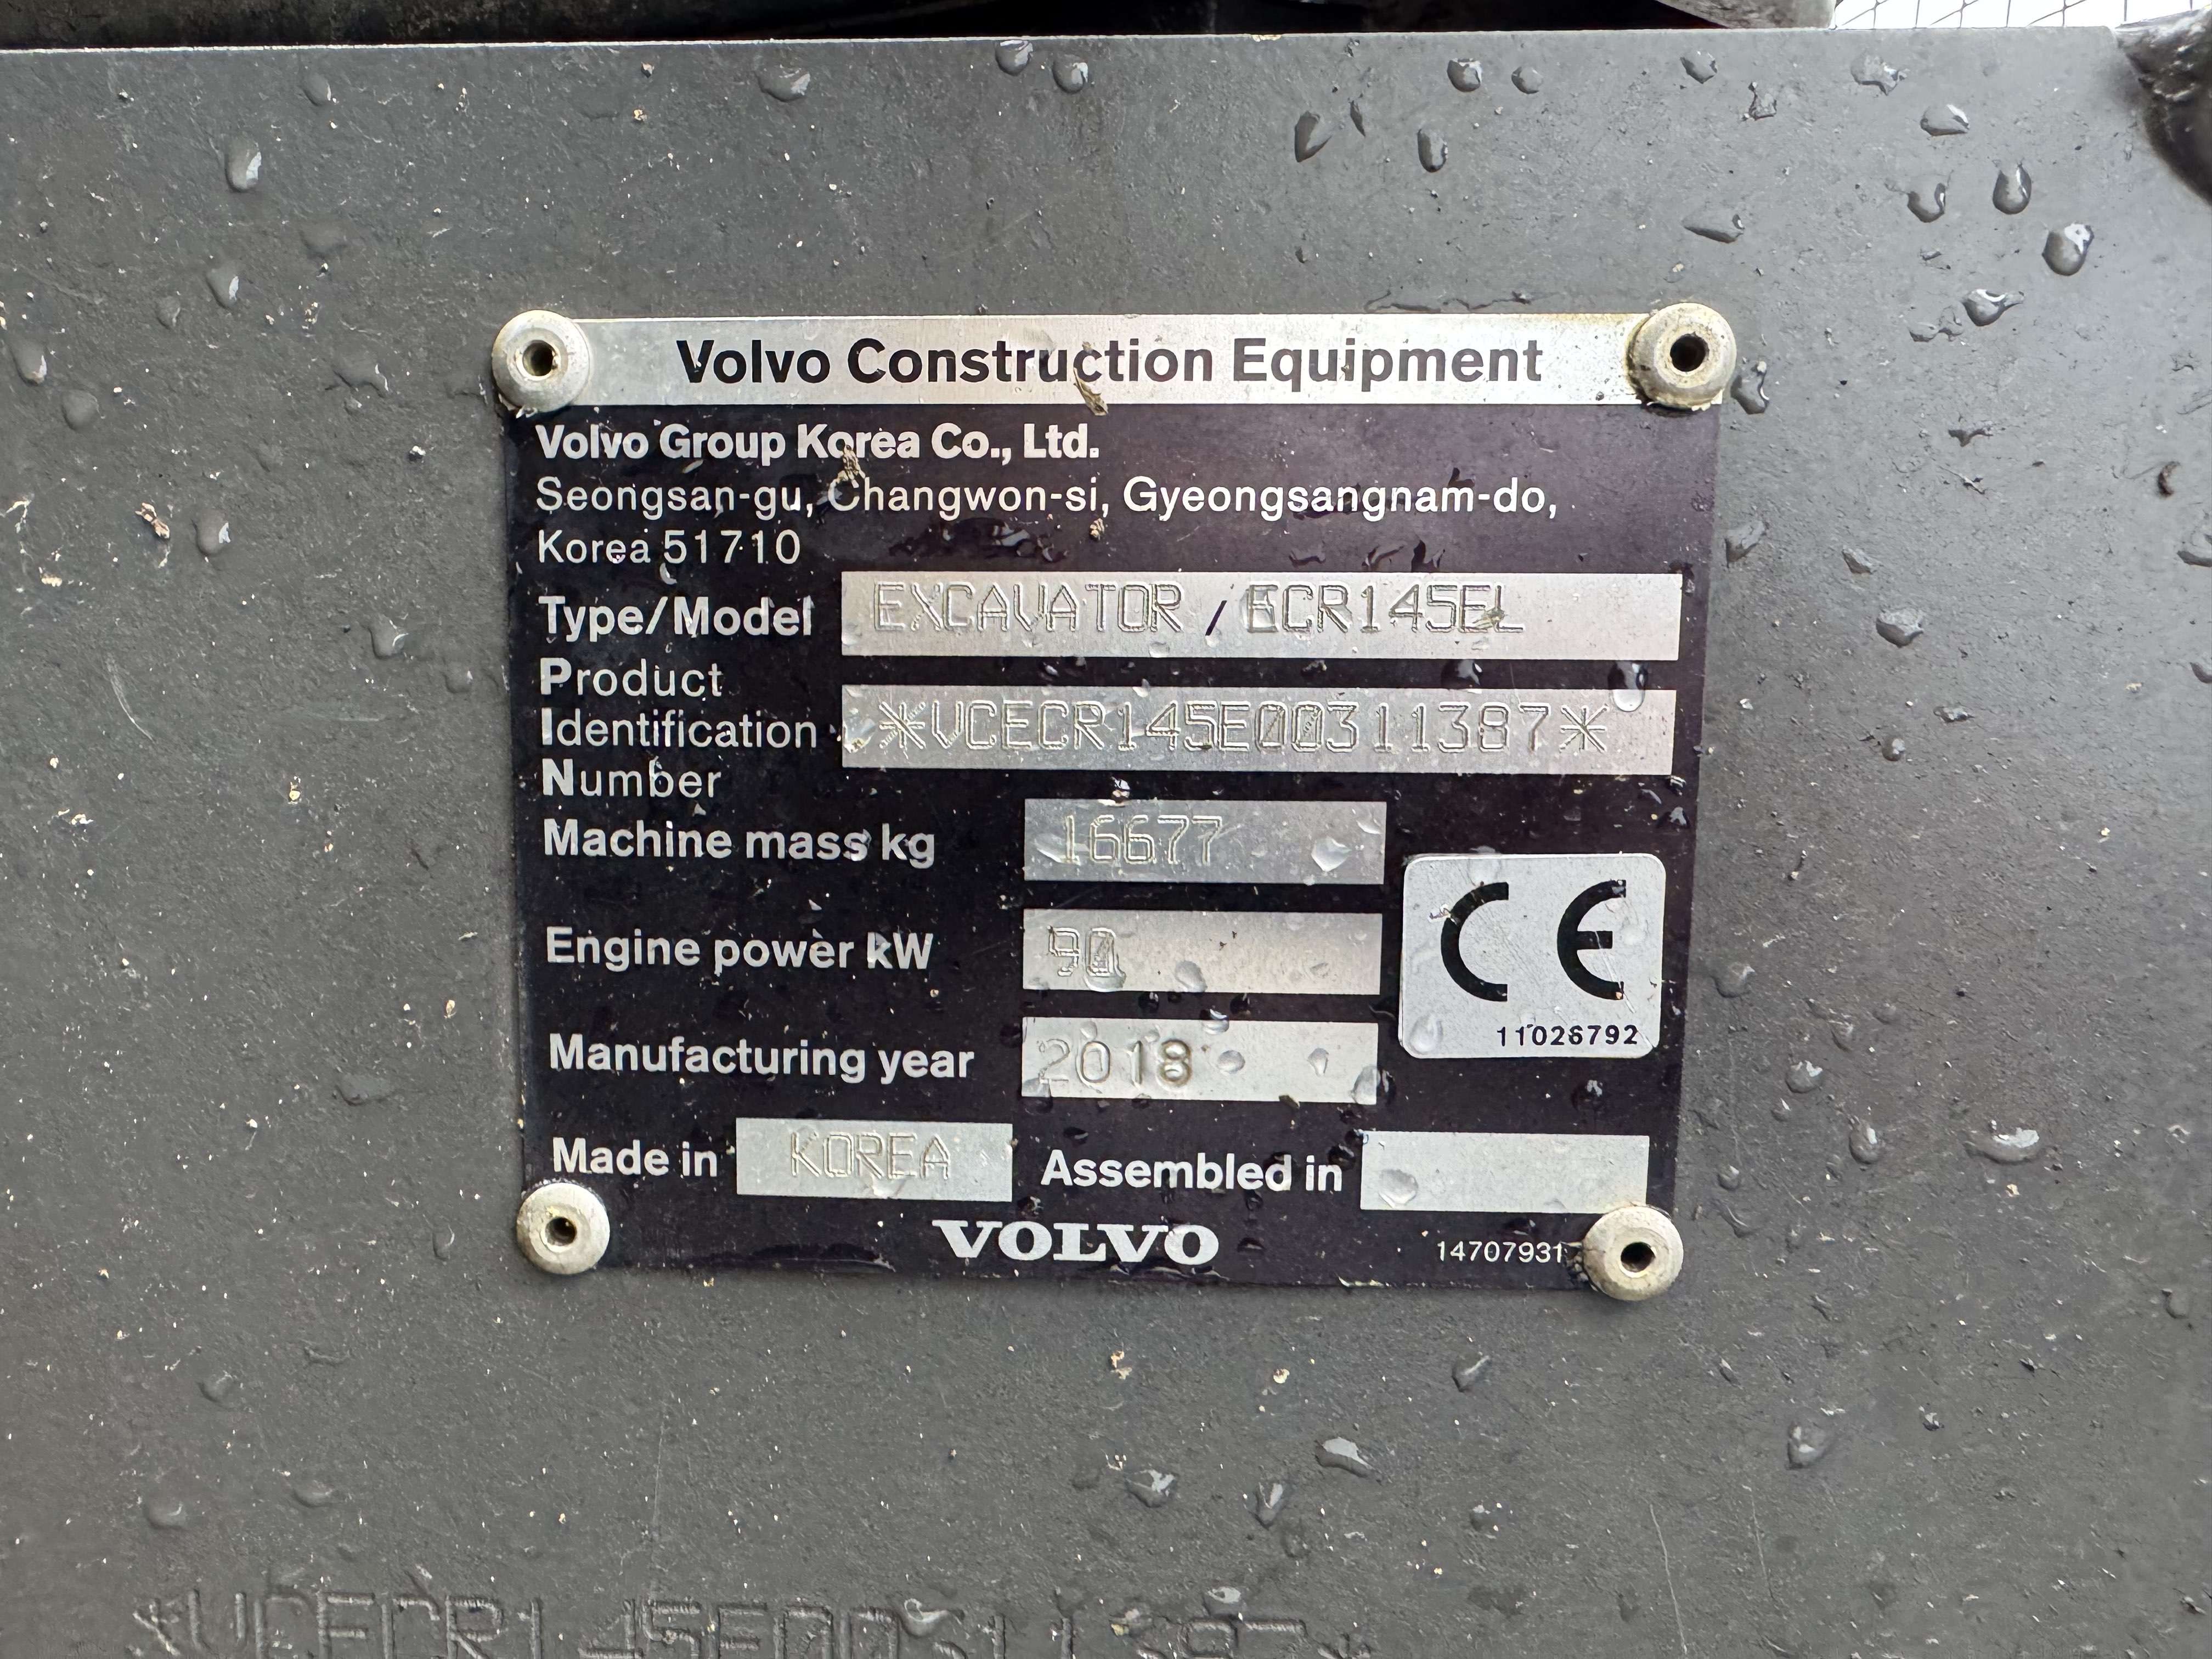 Volvo Construction Equipment
Volvo Group Korea Co., Ltd.
Seongsan-gu, Changwon-si, Gyeongsangnam-do,
Korea 51710
Type/Model EXCAVATOR / ECR145EL
Product
Identification *VCECR145E00311387*
Number
Machine mass kg 16677
Engine power kW 90
CE
11026792
Manufacturing year 2018
Made in KOREA Assembled in
VOLVO 14707931
*VCECR145E00311387*